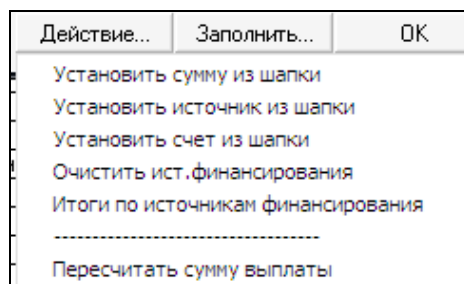 Действие... Заполнить... OK
Установить сумму из шапки
Установить источник из шапки
Установить счет из шапки
Очистить ист.финансирования
Итоги по источникам финансирования
----------------------------------
Пересчитать сумму выплаты